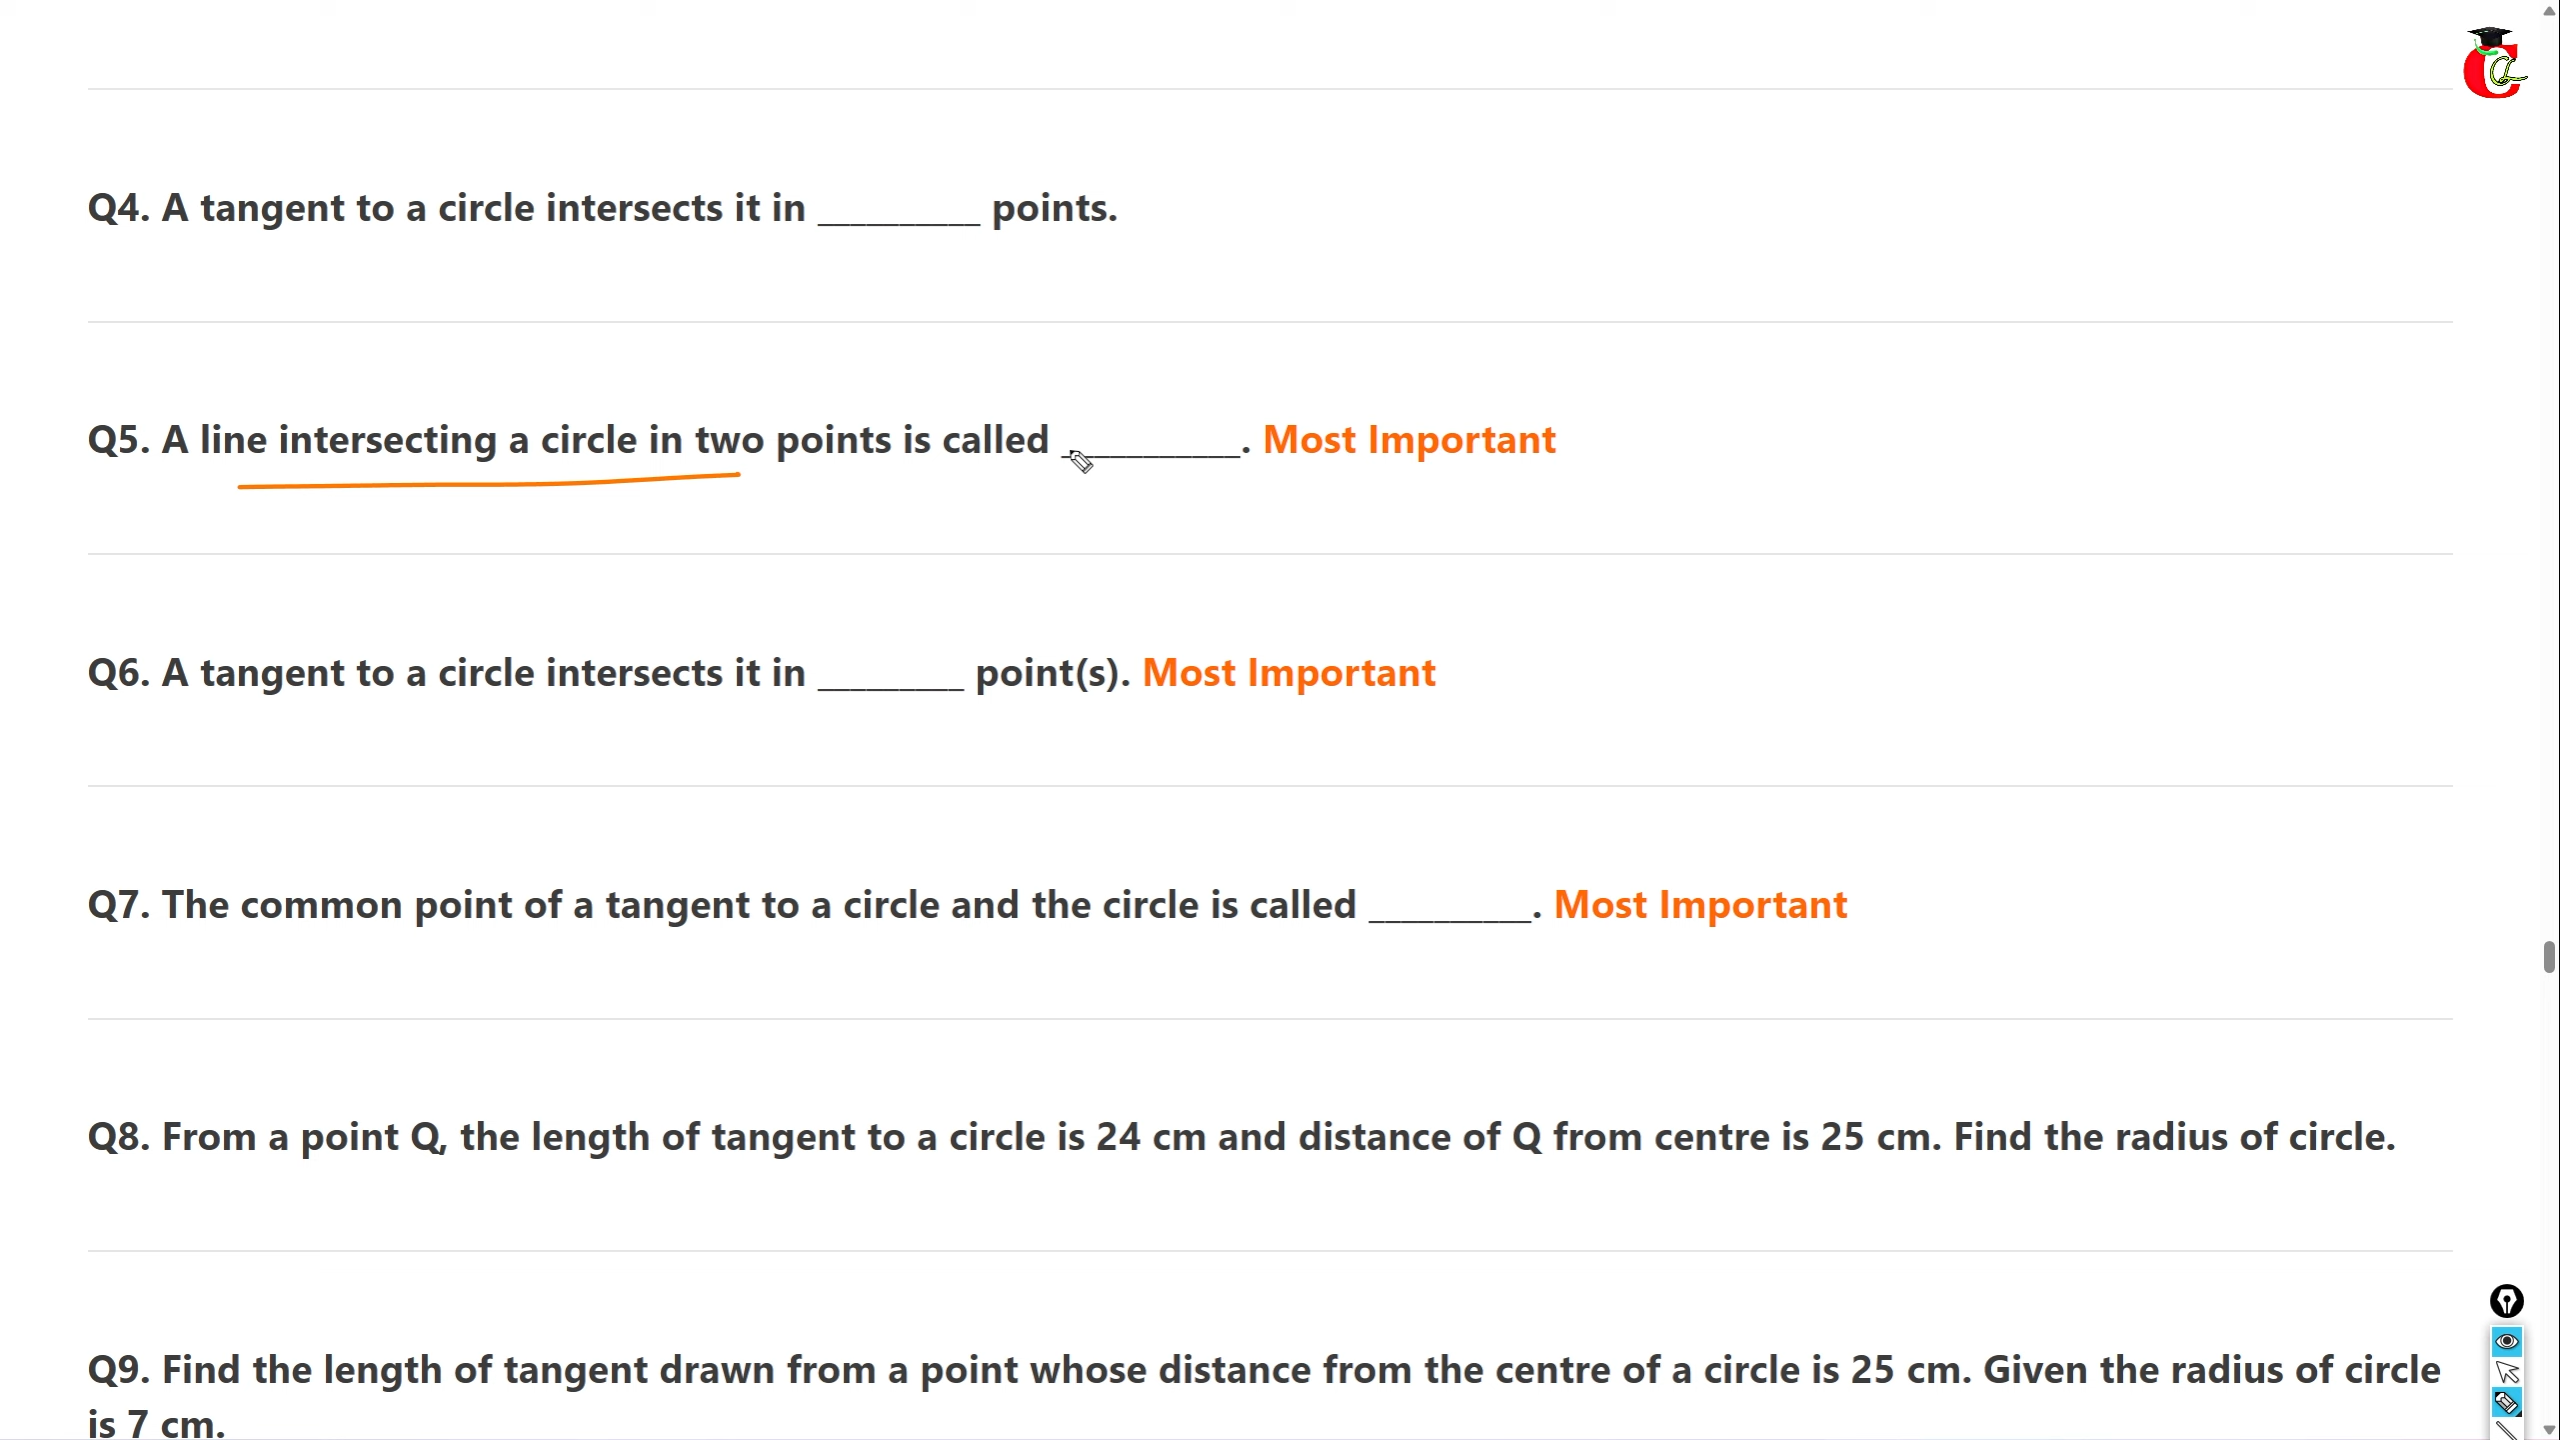 Q4. A tangent to a circle intersects it in __________ points.
Q5. A line intersecting a circle in two points is called ___________. Most Important
Q6. A tangent to a circle intersects it in _________ point(s). Most Important
Q7. The common point of a tangent to a circle and the circle is called __________. Most Important
Q8. From a point Q, the length of tangent to a circle is 24 cm and distance of Q from centre is 25 cm. Find the radius of circle.
Q9. Find the length of tangent drawn from a point whose distance from the centre of a circle is 25 cm. Given the radius of circle
is 7 cm.